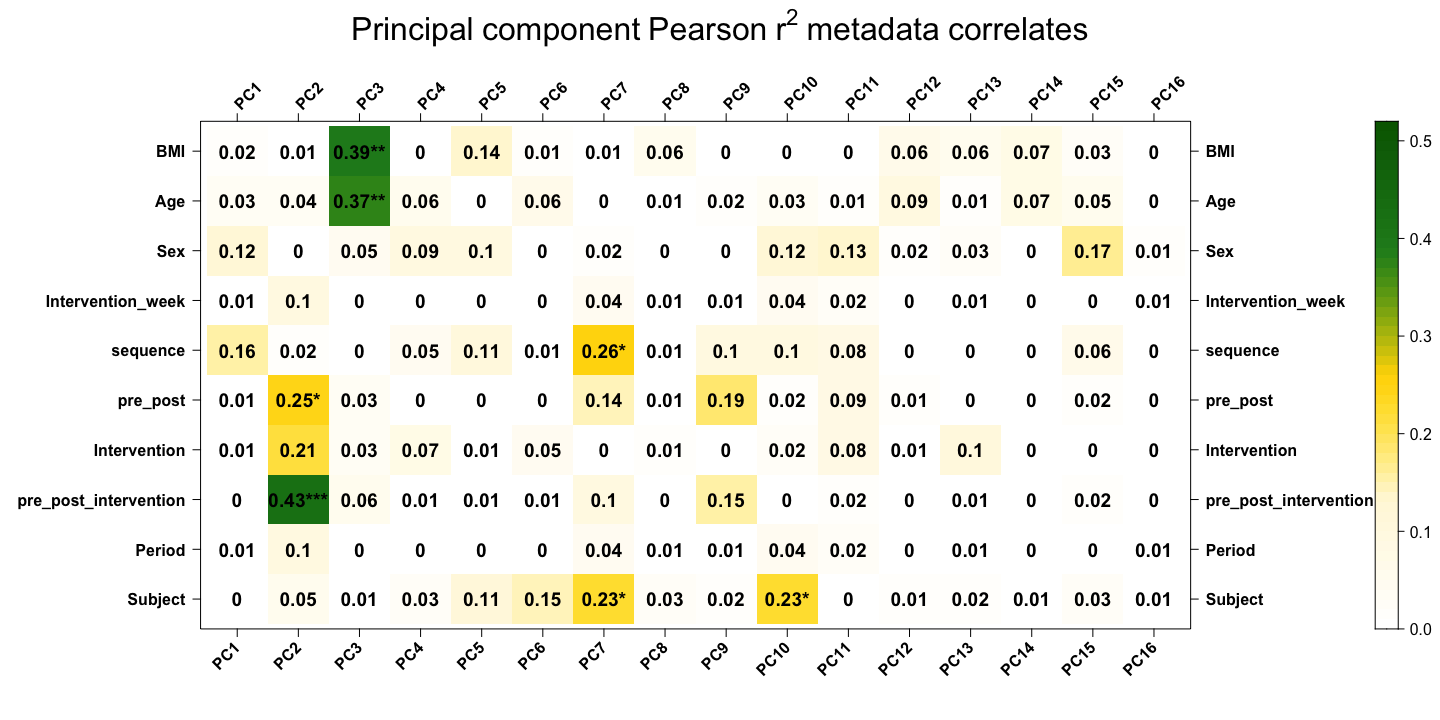 Principal component Pearson r2 metadata correlates
PC1 PC2 PC3 PC4 PC5 PC6 PC7 PC8 PC9 PC10 PC11 PC12 PC13 PC14 PC15 PC16
BMI 0.02 0.01 0.39** 0 0.14 0.01 0.01 0.06 0 0 0 0.06 0.06 0.07 0.03 0 BMI
Age 0.03 0.04 0.37** 0.06 0 0.06 0 0.01 0.02 0.03 0.01 0.09 0.01 0.07 0.05 0 Age
Sex 0.12 0 0.05 0.09 0.1 0 0.02 0 0 0.12 0.13 0.02 0.03 0 0.17 0.01 Sex
Intervention_week 0.01 0.1 0 0 0 0 0.04 0.01 0.01 0.04 0.02 0 0.01 0 0 0.01 Intervention_week
sequence 0.16 0.02 0 0.05 0.11 0.01 0.26* 0.01 0.1 0.1 0.08 0 0 0 0.06 0 sequence
pre_post 0.01 0.25* 0.03 0 0 0 0.14 0.01 0.19 0.02 0.09 0.01 0 0 0.02 0 pre_post
Intervention 0.01 0.21 0.03 0.07 0.01 0.05 0 0.01 0 0.02 0.08 0.01 0.1 0 0 0 Intervention
pre_post_intervention 0 0.43*** 0.06 0.01 0.01 0.01 0.1 0 0.15 0 0.02 0 0.01 0 0.02 0 pre_post_intervention
Period 0.01 0.1 0 0 0 0 0.04 0.01 0.01 0.04 0.02 0 0.01 0 0 0.01 Period
Subject 0 0.05 0.01 0.03 0.11 0.15 0.23* 0.03 0.02 0.23* 0 0.01 0.02 0.01 0.03 0.01 Subject
PC1 PC2 PC3 PC4 PC5 PC6 PC7 PC8 PC9 PC10 PC11 PC12 PC13 PC14 PC15 PC16
0.5
0.4
0.3
0.2
0.1
0.0